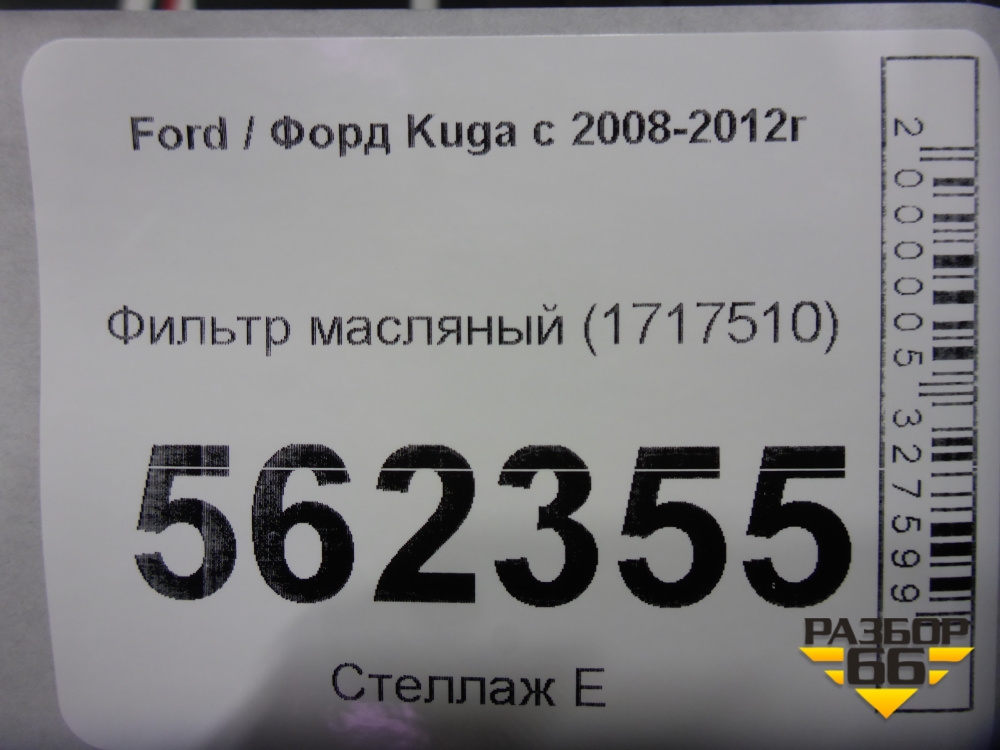 Ford / Форд Kuga с 2008-2012г
Фильтр масляный (1717510)
562355
Стеллаж Е
2000005327599
РАЗБОР
66